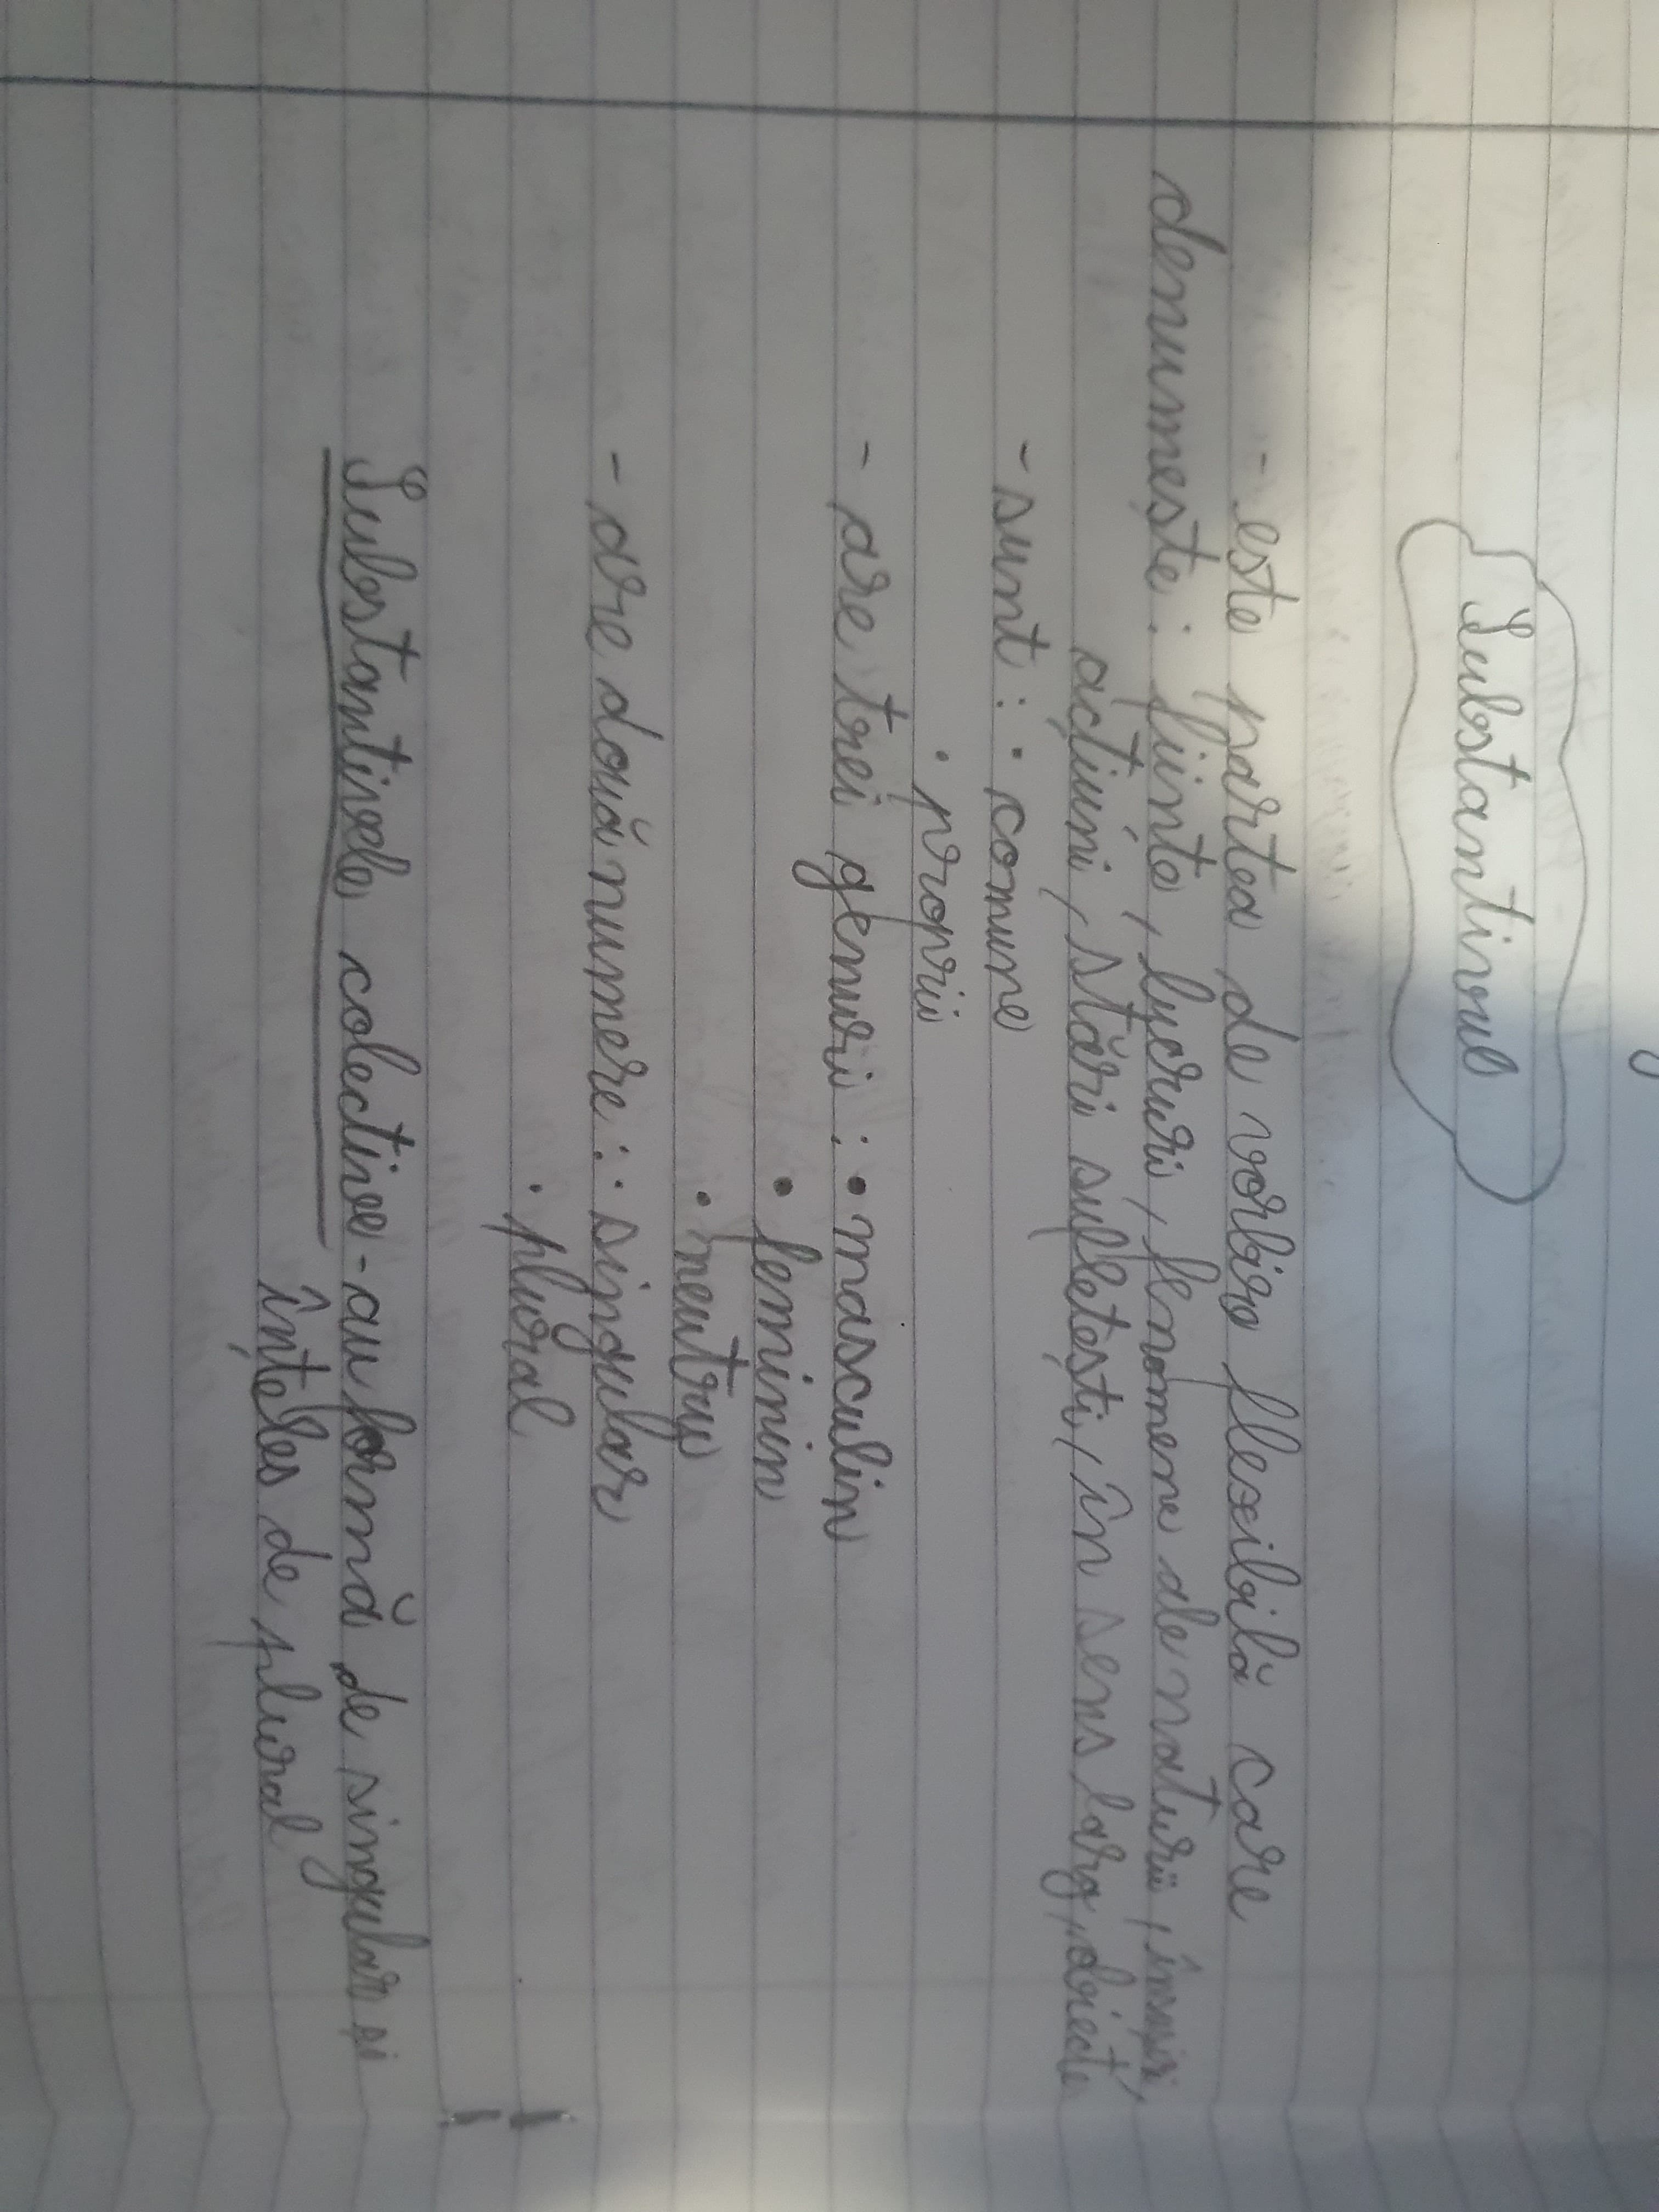 Substantivul
- este partea de vorbire flexibilă care
denumește: ființe, lucruri, fenomene ale naturii, însușiri,
acțiuni, stări sufletești, în sens larg, obiecte
- sunt: • comune
• proprii
- are trei genuri: • masculin
• feminin
• neutru
- are două numere: • singular
• plural
Substantivele colective - au formă de singular și
înțeles de plural